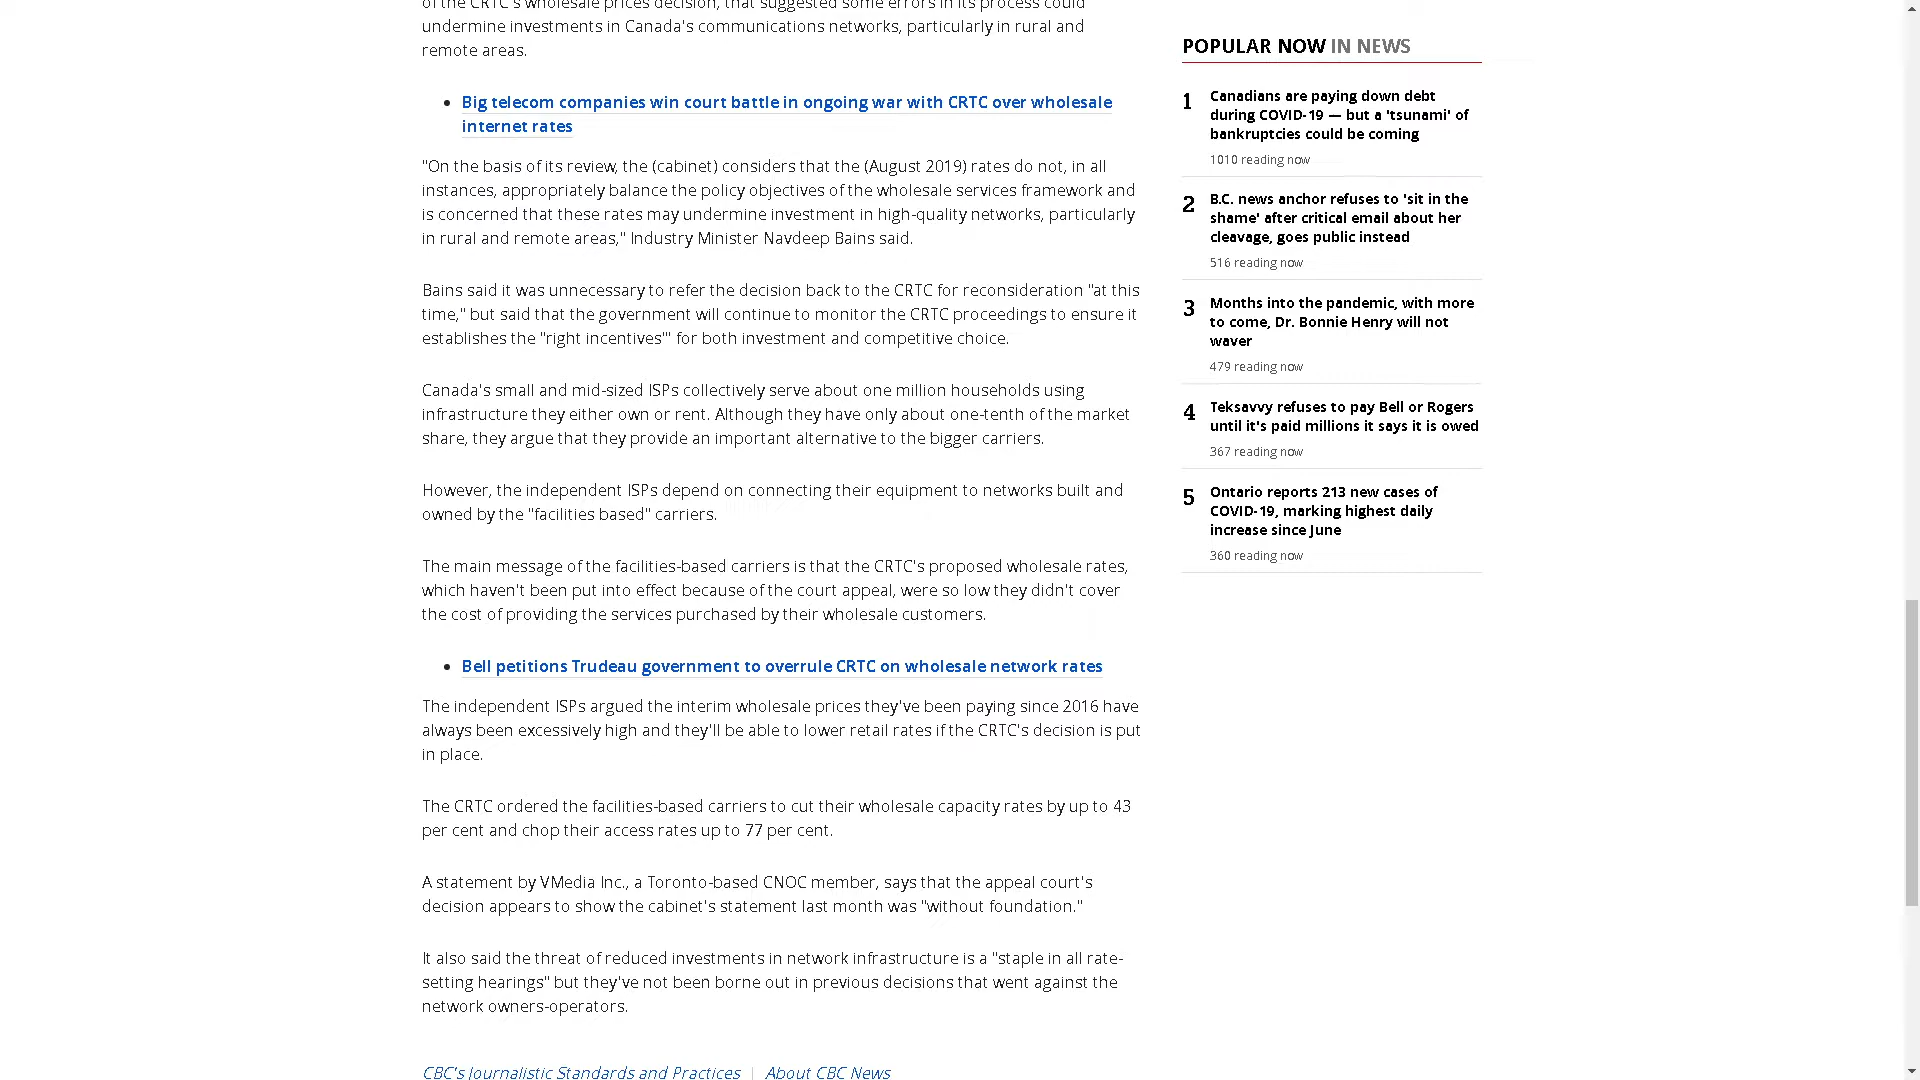 of the CRTC's wholesale prices decision, that suggested some errors in its process could
undermine investments in Canada's communications networks, particularly in rural and
remote areas.
Big telecom companies win court battle in ongoing war with CRTC over wholesale
internet rates
"On the basis of its review, the (cabinet) considers that the (August 2019) rates do not, in all
instances, appropriately balance the policy objectives of the wholesale services framework and
is concerned that these rates may undermine investment in high-quality networks, particularly
in rural and remote areas," Industry Minister Navdeep Bains said.
Bains said it was unnecessary to refer the decision back to the CRTC for reconsideration "at this
time," but said that the government will continue to monitor the CRTC proceedings to ensure it
establishes the "right incentives'" for both investment and competitive choice.
Canada's small and mid-sized ISPs collectively serve about one million households using
infrastructure they either own or rent. Although they have only about one-tenth of the market
share, they argue that they provide an important alternative to the bigger carriers.
However, the independent ISPs depend on connecting their equipment to networks built and
owned by the "facilities based" carriers.
The main message of the facilities-based carriers is that the CRTC's proposed wholesale rates,
which haven't been put into effect because of the court appeal, were so low they didn't cover
the cost of providing the services purchased by their wholesale customers.
Bell petitions Trudeau government to overrule CRTC on wholesale network rates
The independent ISPs argued the interim wholesale prices they've been paying since 2016 have
always been excessively high and they'll be able to lower retail rates if the CRTC's decision is put
in place.
The CRTC ordered the facilities-based carriers to cut their wholesale capacity rates by up to 43
per cent and chop their access rates up to 77 per cent.
A statement by VMedia Inc., a Toronto-based CNOC member, says that the appeal court's
decision appears to show the cabinet's statement last month was "without foundation."
It also said the threat of reduced investments in network infrastructure is a "staple in all rate-
setting hearings" but they've not been borne out in previous decisions that went against the
network owners-operators.
CBC's Journalistic Standards and Practices | About CBC News
POPULAR NOW IN NEWS
1 Canadians are paying down debt
during COVID-19 — but a 'tsunami' of
bankruptcies could be coming
1010 reading now
2 B.C. news anchor refuses to 'sit in the
shame' after critical email about her
cleavage, goes public instead
516 reading now
3 Months into the pandemic, with more
to come, Dr. Bonnie Henry will not
waver
479 reading now
4 Teksavvy refuses to pay Bell or Rogers
until it's paid millions it says it is owed
367 reading now
5 Ontario reports 213 new cases of
COVID-19, marking highest daily
increase since June
360 reading now